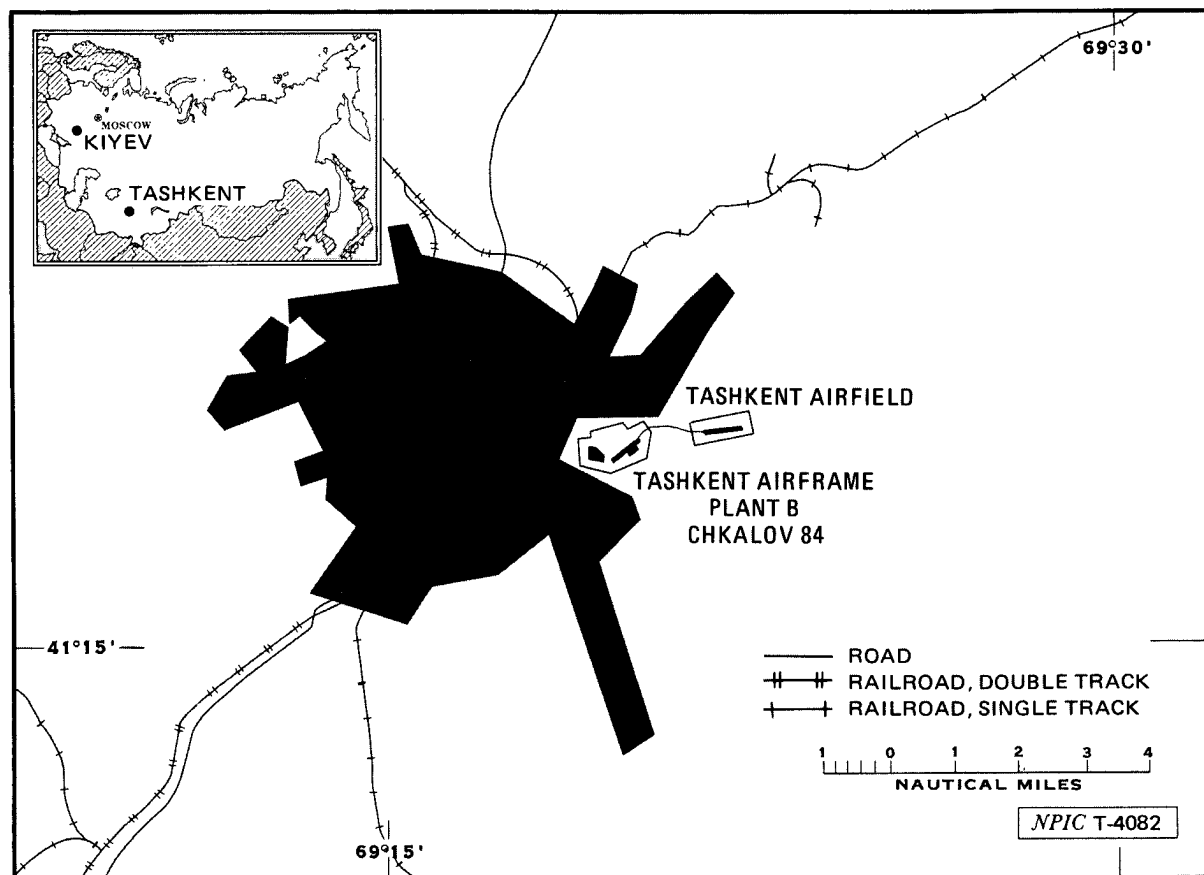 69°30'
MOSCOW
KIYEV
TASHKENT
TASHKENT AIRFIELD
TASHKENT AIRFRAME
PLANT B
CHKALOV 84
41°15'
ROAD
RAILROAD, DOUBLE TRACK
RAILROAD, SINGLE TRACK
1 0 1 2 3 4
NAUTICAL MILES
NPIC T-4082
69°15'